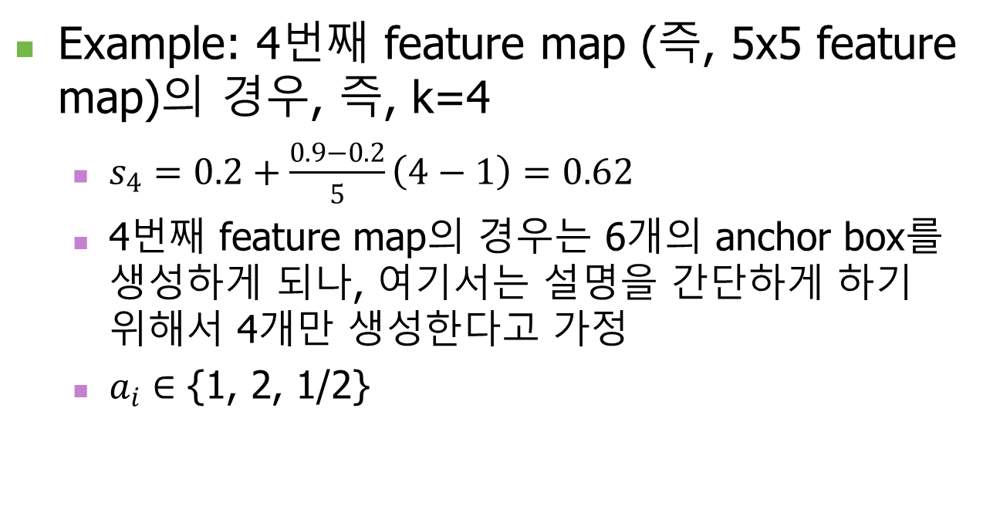 Example: 4번째 feature map (즉, 5x5 feature
map)의 경우, 즉, k=4
s₄ = 0.2 + \frac{0.9−0.2}{5} (4 − 1) = 0.62
4번째 feature map의 경우는 6개의 anchor box를
생성하게 되나, 여기서는 설명을 간단하게 하기
위해서 4개만 생성한다고 가정
aᵢ ∈ {1, 2, 1/2}